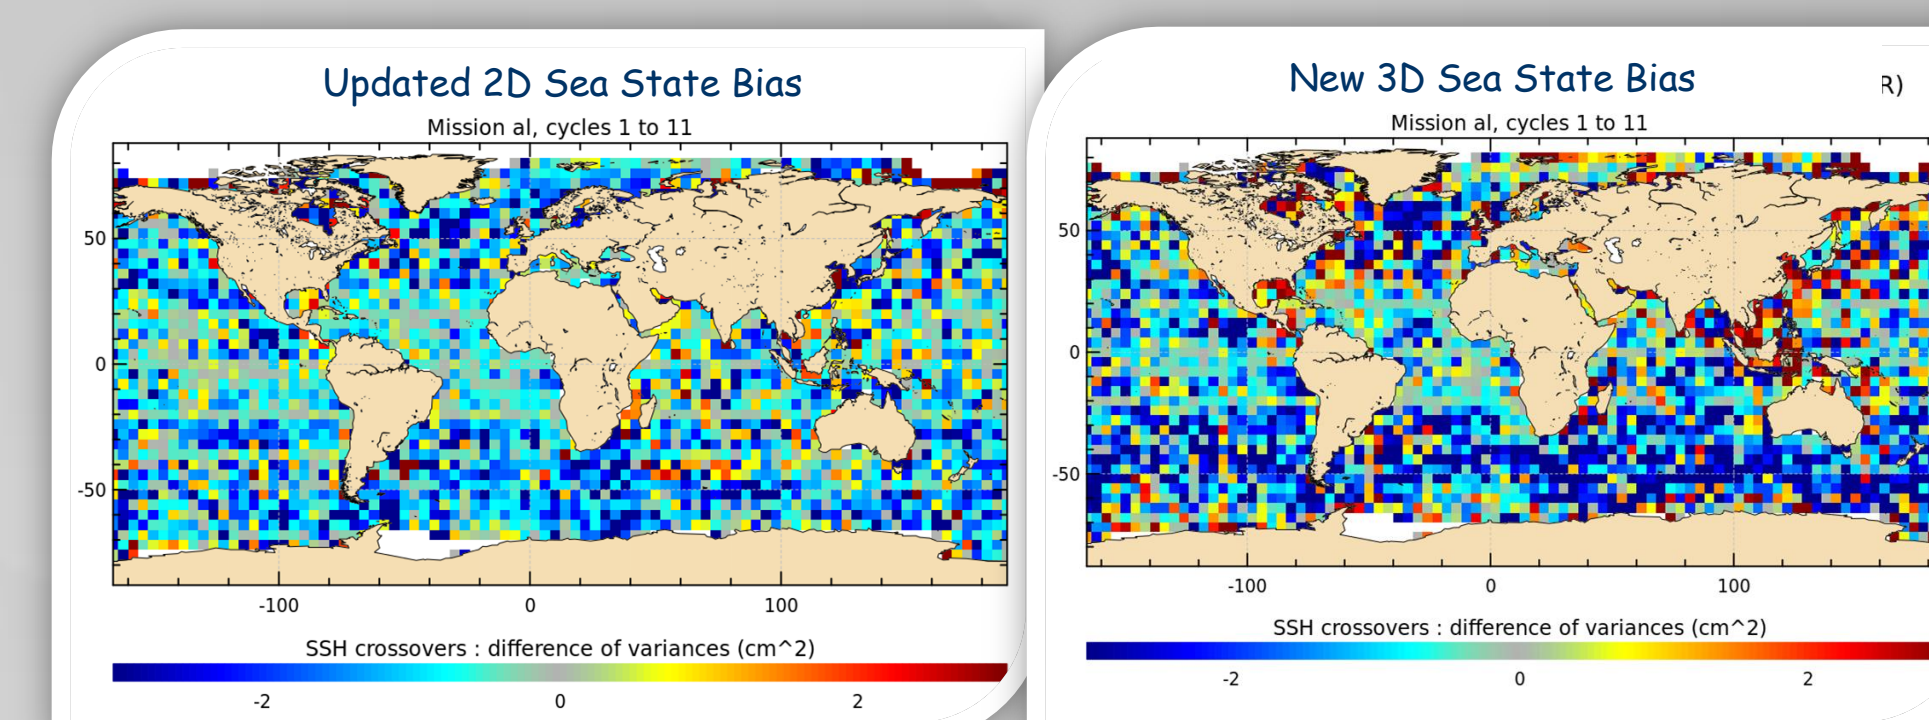 Updated 2D Sea State Bias
Mission al, cycles 1 to 11
50
0
-50
-100 0 100
SSH crossovers : difference of variances (cm^2)
-2 0 2
New 3D Sea State Bias
R)
Mission al, cycles 1 to 11
50
0
-50
-100 0 100
SSH crossovers : difference of variances (cm^2)
-2 0 2